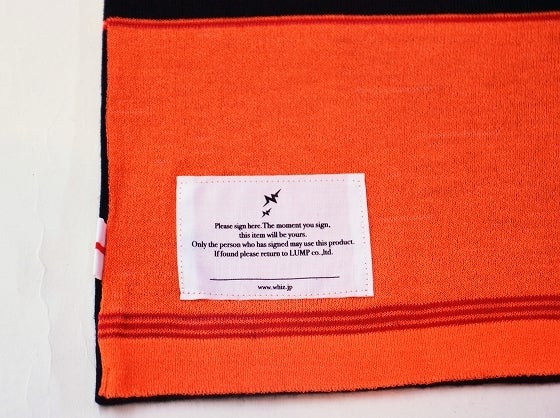 Please sign here. The moment you sign,
this item will be yours.
Only the person who has signed may use this product.
If found please return to LUMP co.,ltd.
www.whiz.jp